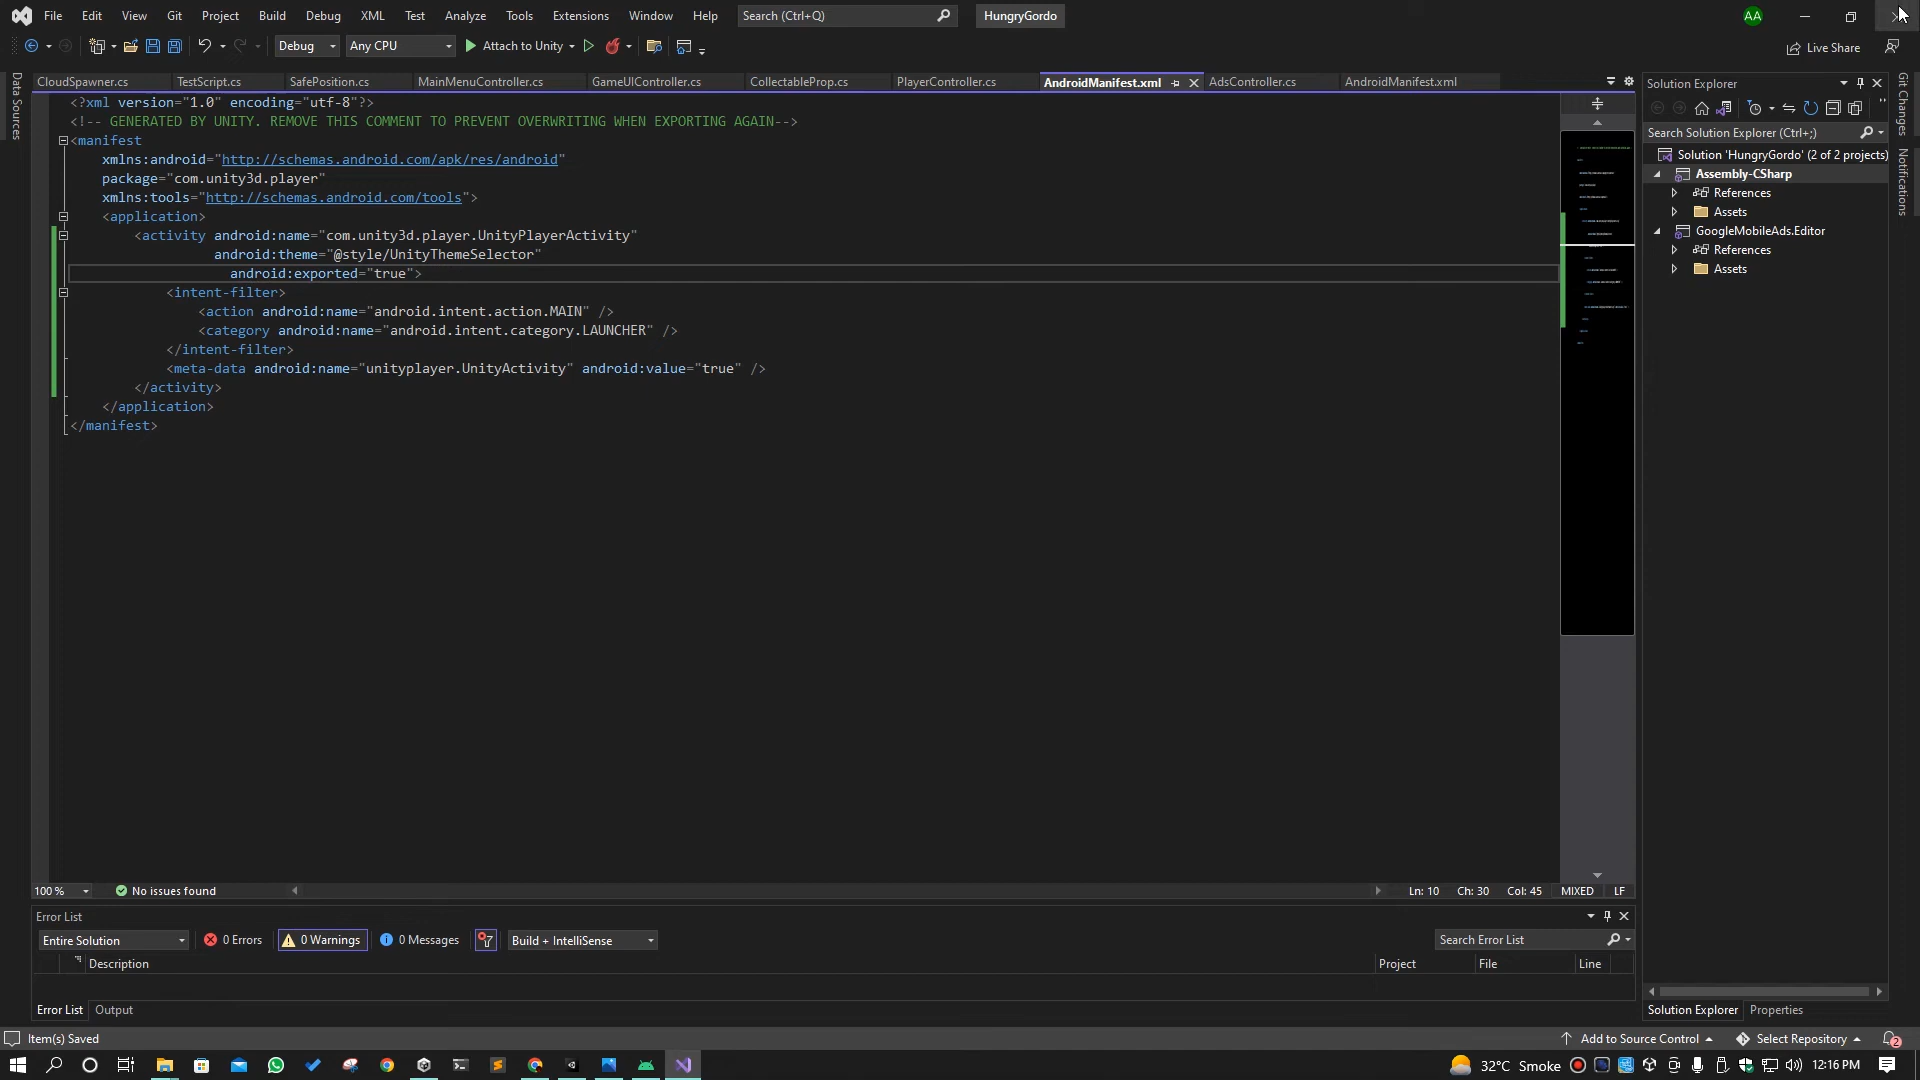 File Edit View Git Project Build Debug XML Test Analyze Tools Extensions Window Help Search (Ctrl+Q) HungryGordo AA
Debug Any CPU Attach to Unity Live Share
CloudSpawner.cs TestScript.cs SafePosition.cs MainMenuController.cs GameUIController.cs CollectableProp.cs PlayerController.cs AndroidManifest.xml AdsController.cs AndroidManifest.xml
Data Sources
<?xml version="1.0" encoding="utf-8"?>
<!-- GENERATED BY UNITY. REMOVE THIS COMMENT TO PREVENT OVERWRITING WHEN EXPORTING AGAIN-->
<manifest
xmlns:android="http://schemas.android.com/apk/res/android"
package="com.unity3d.player"
xmlns:tools="http://schemas.android.com/tools">
<application>
<activity android:name="com.unity3d.player.UnityPlayerActivity"
android:theme="@style/UnityThemeSelector"
android:exported="true">
<intent-filter>
<action android:name="android.intent.action.MAIN" />
<category android:name="android.intent.category.LAUNCHER" />
</intent-filter>
<meta-data android:name="unityplayer.UnityActivity" android:value="true" />
</activity>
</application>
</manifest>
100 % No issues found Ln: 10 Ch: 30 Col: 45 MIXED LF
Solution Explorer
Search Solution Explorer (Ctrl+;)
Solution 'HungryGordo' (2 of 2 projects)
Assembly-CSharp
References
Assets
GoogleMobileAds.Editor
References
Assets
Git Changes
Notifications
Error List
Entire Solution 0 Errors 0 Warnings 0 Messages Build + IntelliSense Search Error List
Description Project File Line
Error List Output
Solution Explorer Properties
Item(s) Saved Add to Source Control Select Repository 2
32°C Smoke 12:16 PM